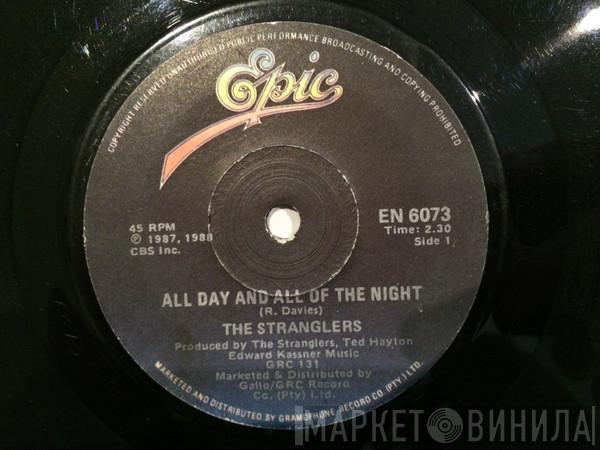 COPYRIGHT RESERVED UNAUTHORISED PUBLIC PERFORMANCE BROADCASTING AND COPYING PROHIBITED
Epic
45 RPM
℗ 1987, 1988
CBS Inc.
EN 6073
Time: 2.30
Side 1
ALL DAY AND ALL OF THE NIGHT
(R. Davies)
THE STRANGLERS
Produced by The Stranglers, Ted Hayton
Edward Kassner Music
GRC 131
Marketed & Distributed by
Gallo/GRC Record
Co. (Pty) Ltd.
MARKETED AND DISTRIBUTED BY GRAMOPHONE RECORD CO (PTY) LTD.
МАРКЕТ ВИНИЛА